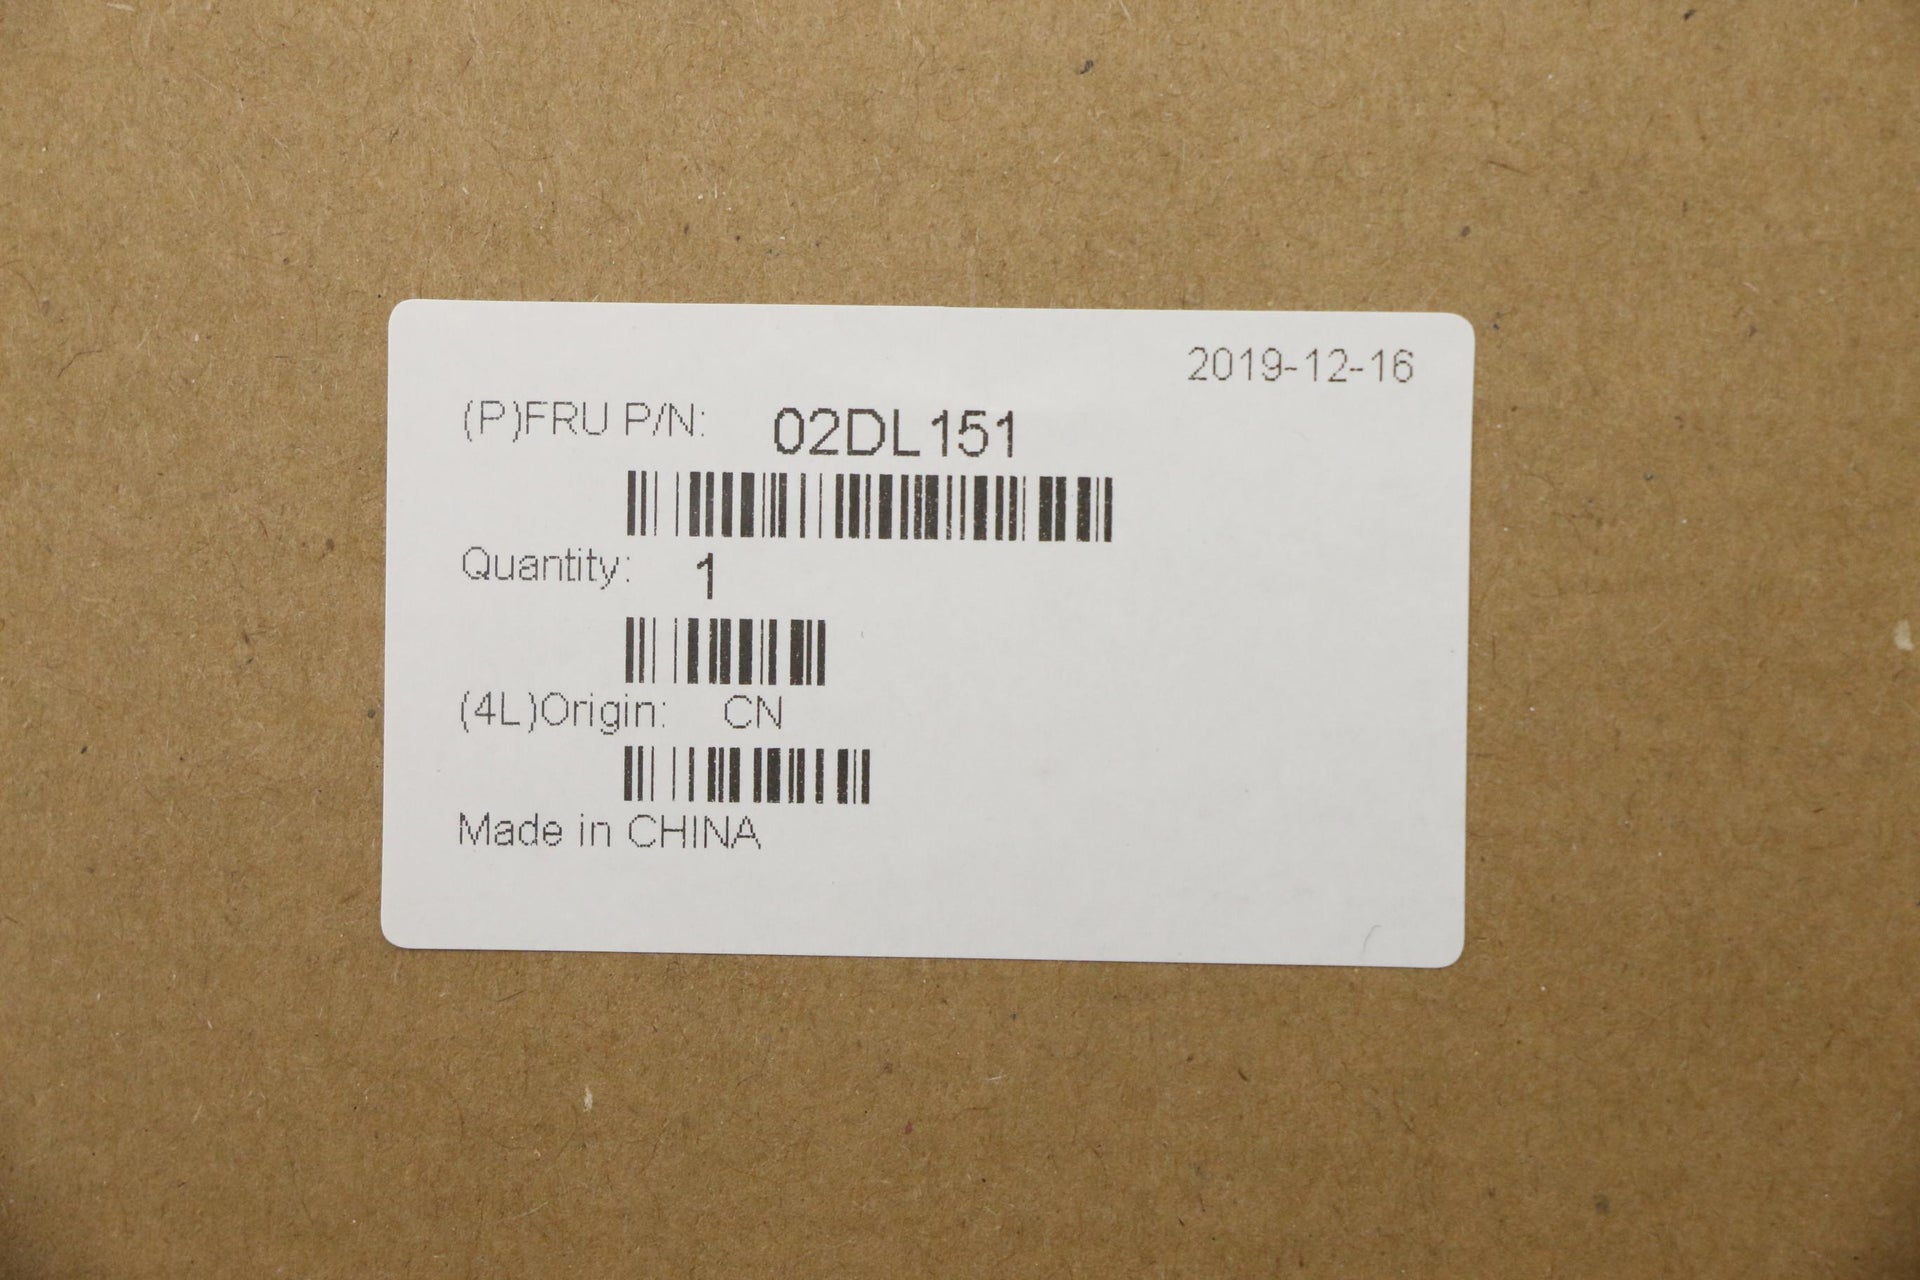 2019-12-16
(P)FRU P/N: 02DL151
Quantity: 1
(4L)Origin: CN
Made in CHINA